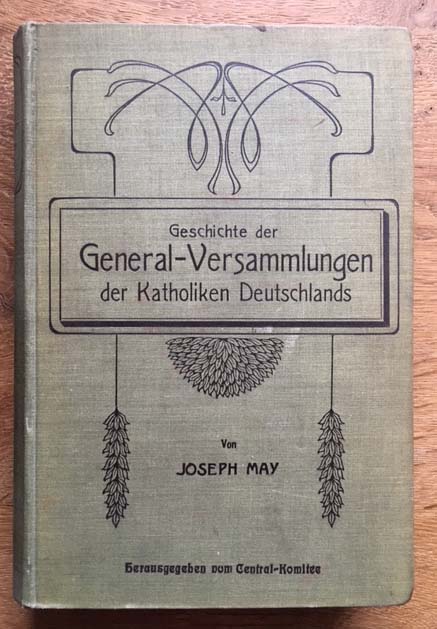 Geschichte der
General-Versammlungen
der Katholiken Deutschlands
Von
JOSEPH MAY
Herausgegeben vom Central-Komitee